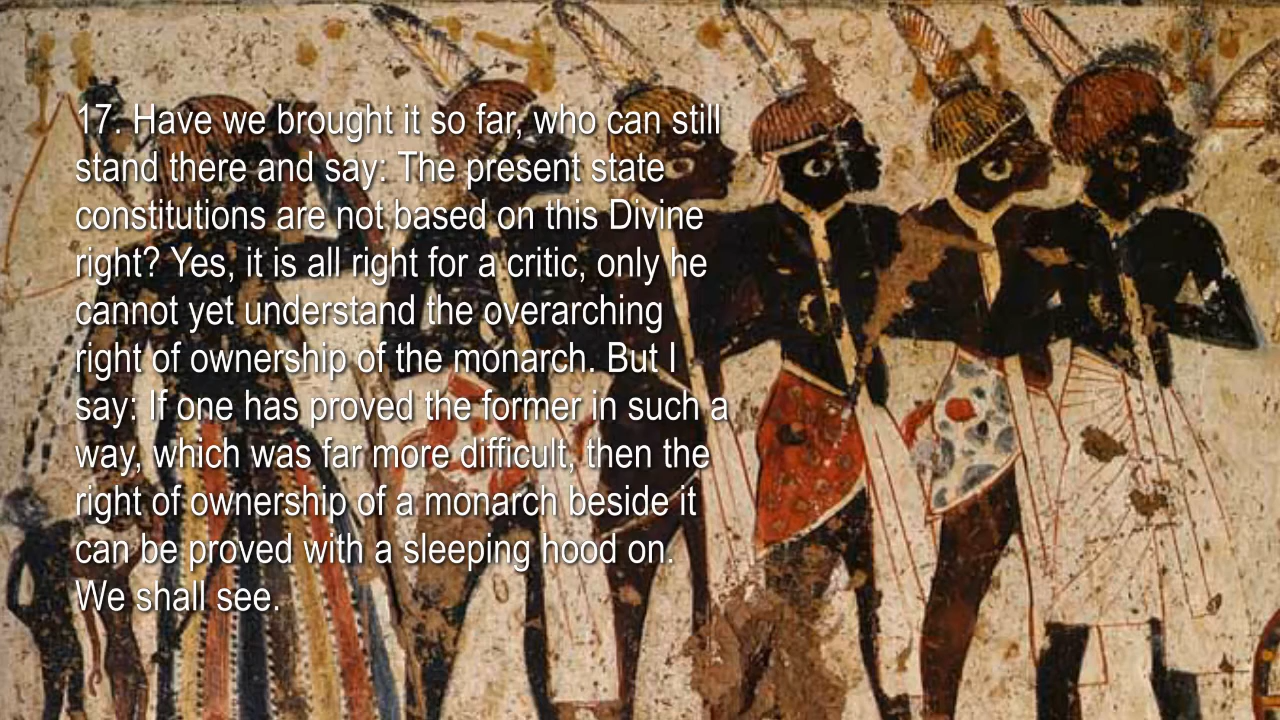 17. Have we brought it so far, who can still
stand there and say: The present state
constitutions are not based on this Divine
right? Yes, it is all right for a critic, only he
cannot yet understand the overarching
right of ownership of the monarch. But I
say: If one has proved the former in such a
way, which was far more difficult, then the
right of ownership of a monarch beside it
can be proved with a sleeping hood on.
We shall see.